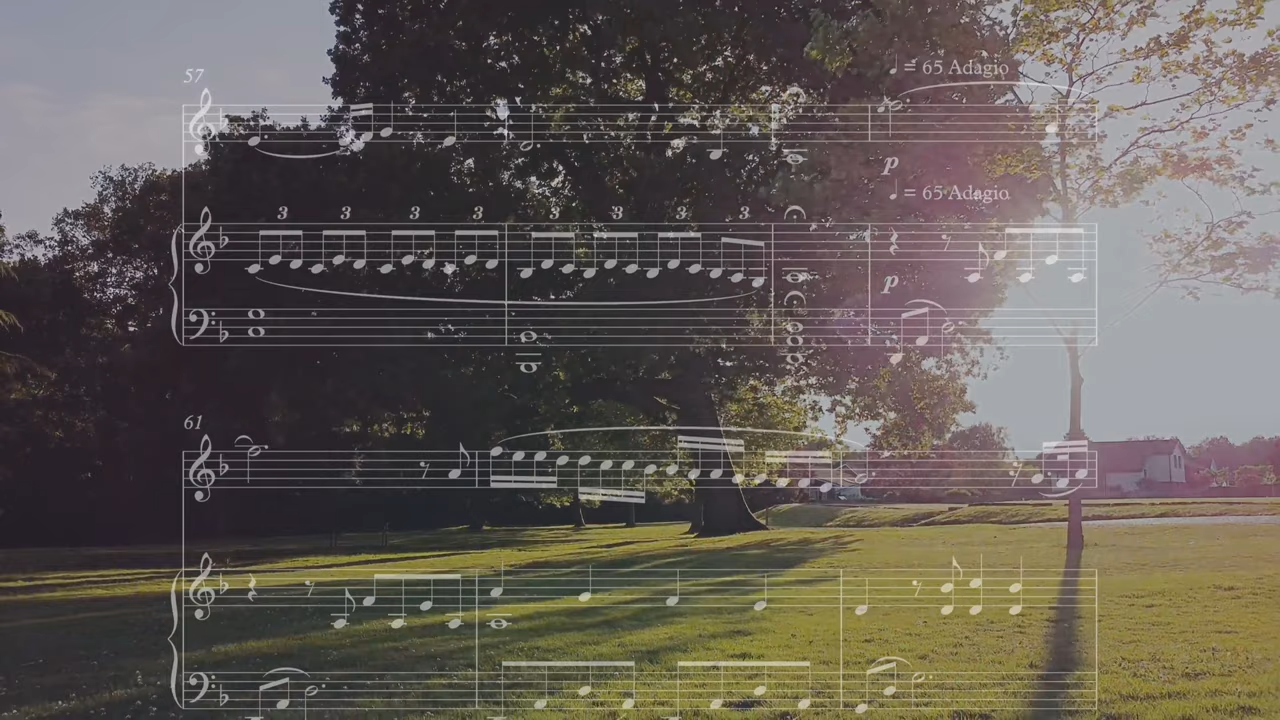 57
♩ = 65 Adagio
p
♩ = 65 Adagio
3 3 3 3 3 3 3 3
p
61